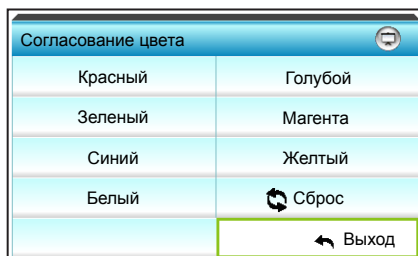 Согласование цвета
Красный Голубой
Зеленый Магента
Синий Желтый
Белый Сброс
Выход